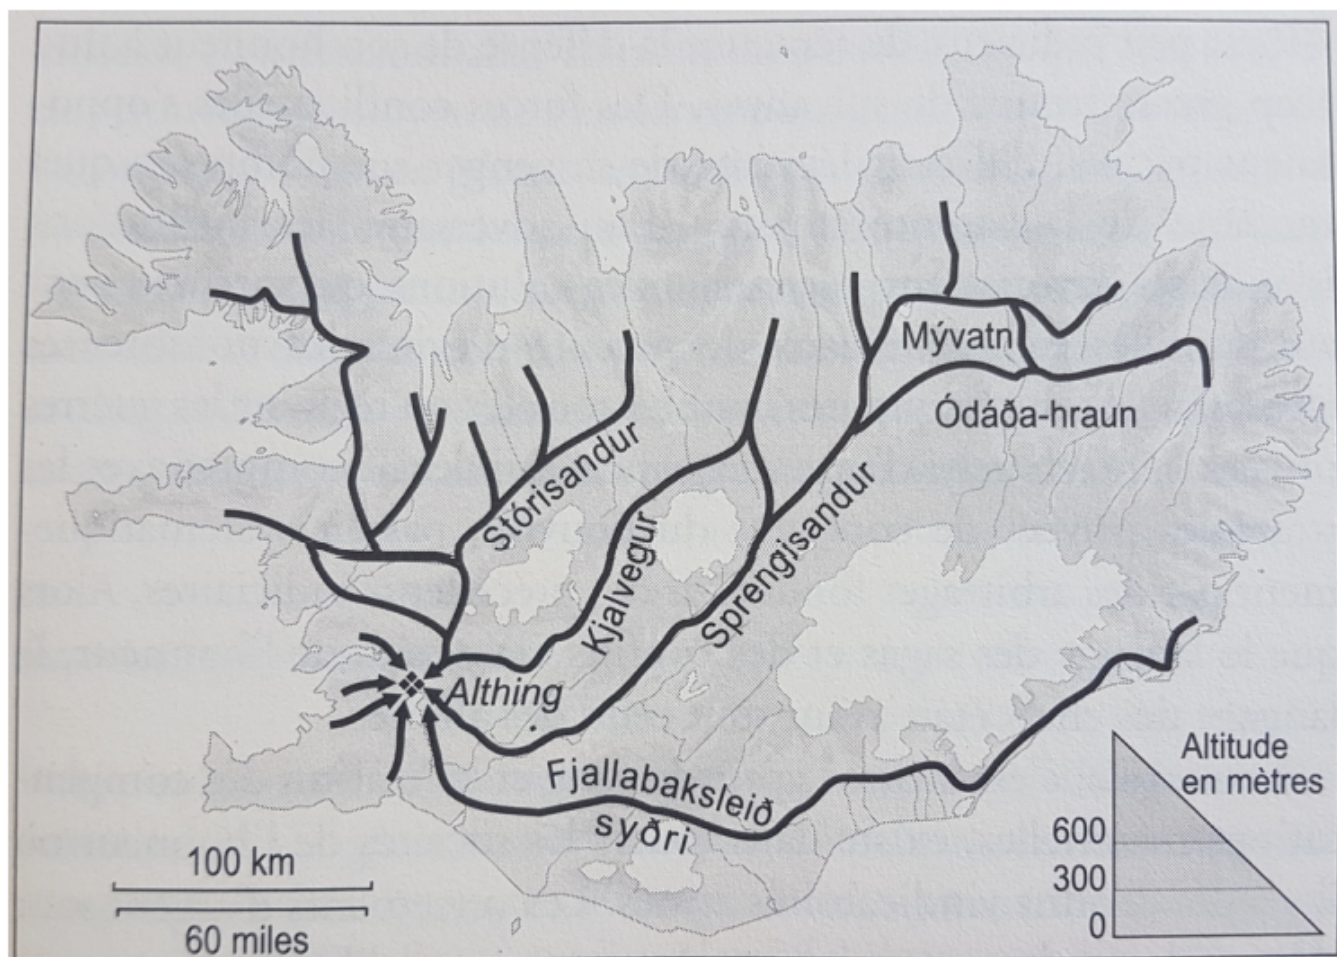 Mývatn
Ódáða-hraun
Stórisandur
Kjalvegur
Sprengisandur
Althing
Fjallabaksleið
syðri
Altitude
en mètres
600
300
0
100 km
60 miles